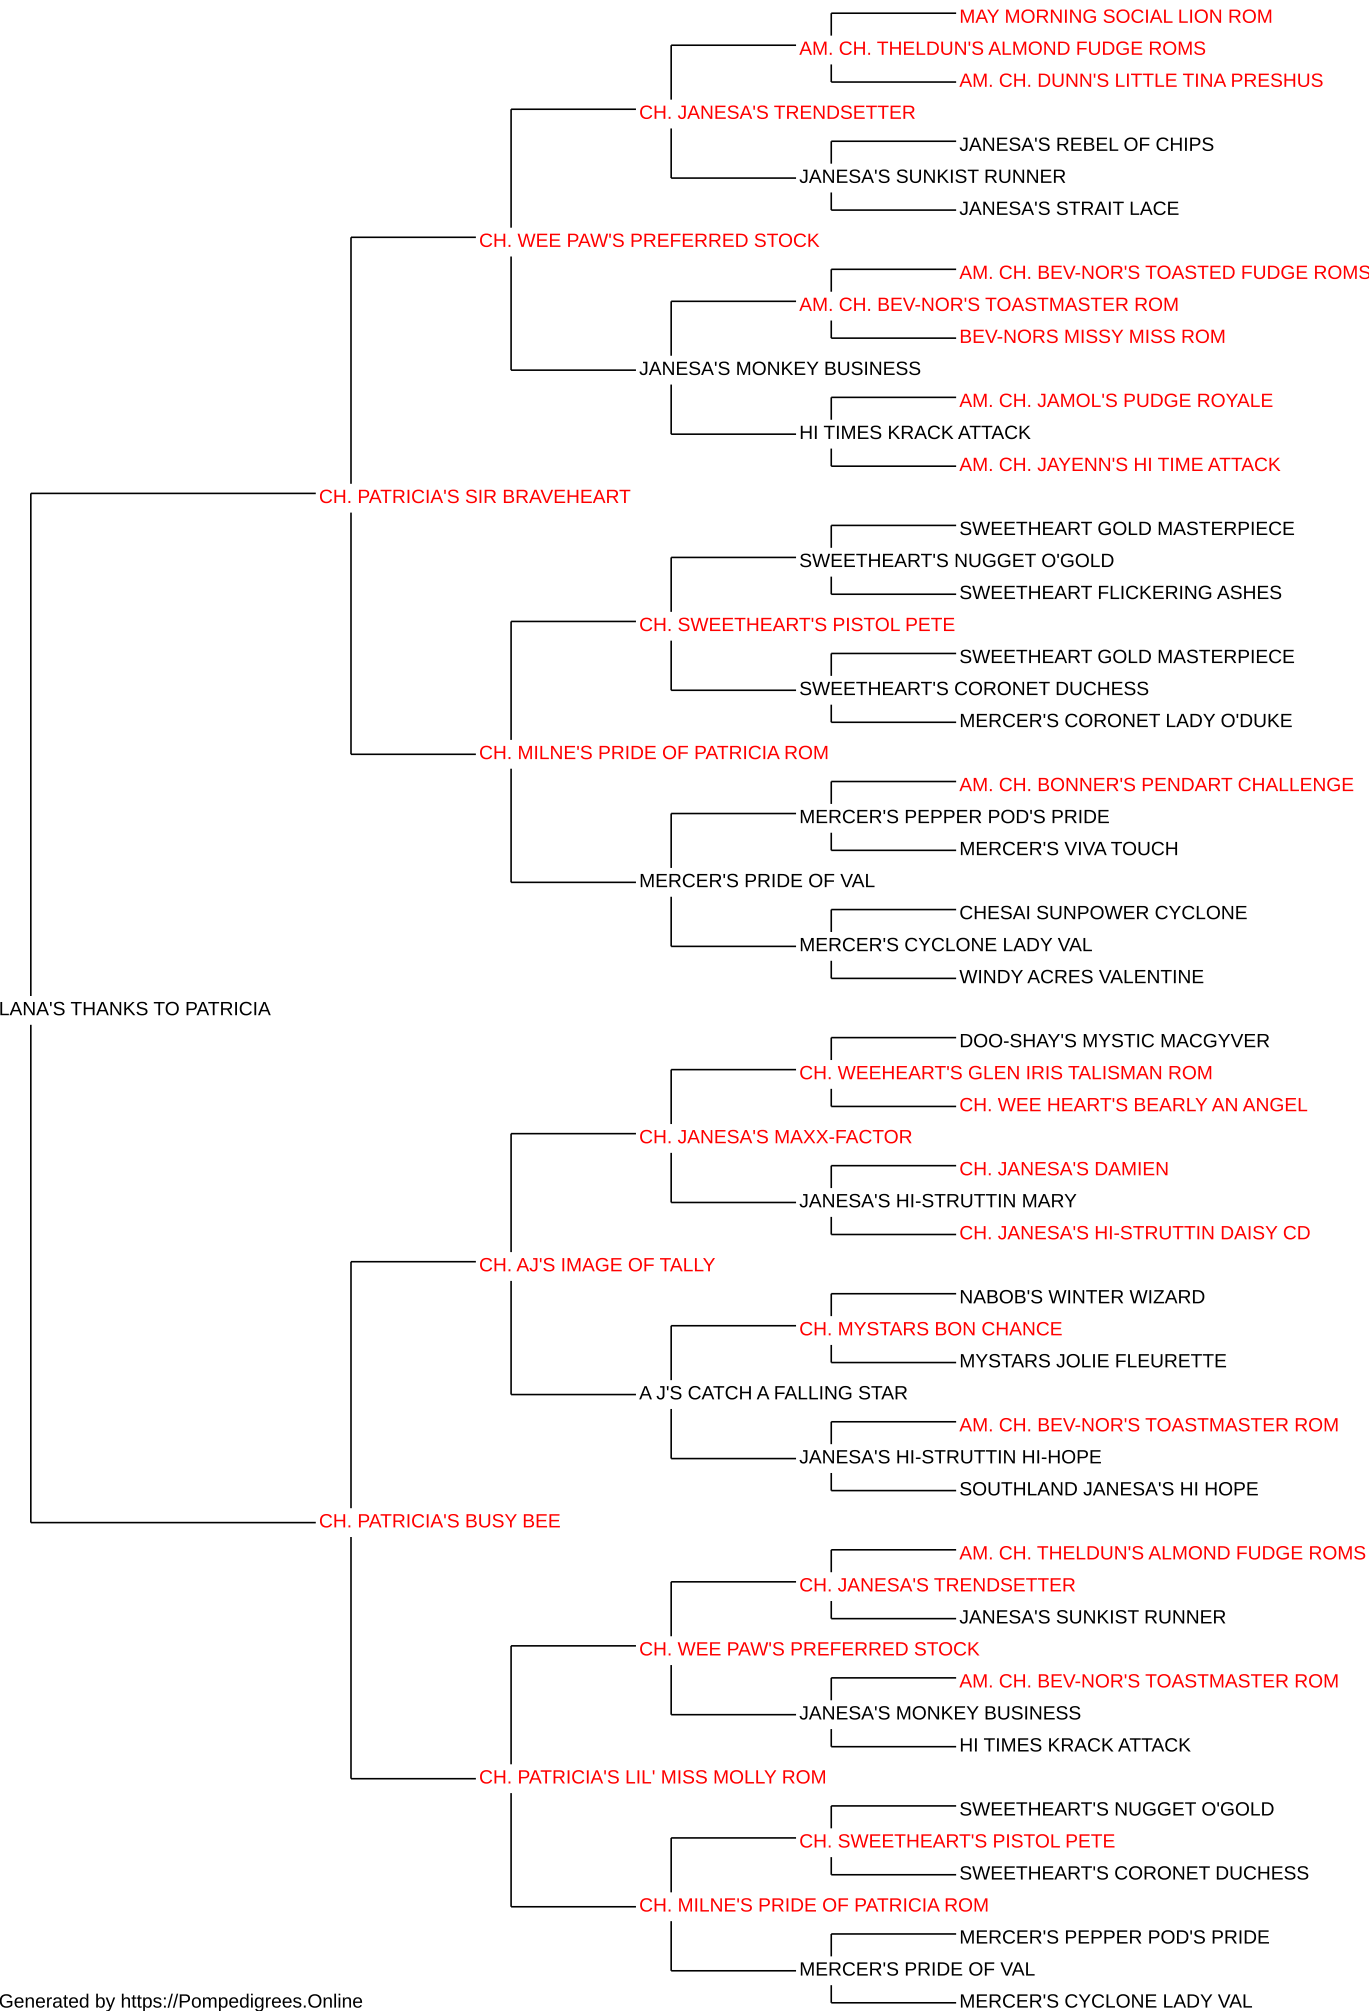 MAY MORNING SOCIAL LION ROM
AM. CH. THELDUN'S ALMOND FUDGE ROMS
AM. CH. DUNN'S LITTLE TINA PRESHUS
CH. JANESA'S TRENDSETTER
JANESA'S REBEL OF CHIPS
JANESA'S SUNKIST RUNNER
JANESA'S STRAIT LACE
CH. WEE PAW'S PREFERRED STOCK
AM. CH. BEV-NOR'S TOASTED FUDGE ROMS
AM. CH. BEV-NOR'S TOASTMASTER ROM
BEV-NORS MISSY MISS ROM
JANESA'S MONKEY BUSINESS
AM. CH. JAMOL'S PUDGE ROYALE
HI TIMES KRACK ATTACK
AM. CH. JAYENN'S HI TIME ATTACK
CH. PATRICIA'S SIR BRAVEHEART
SWEETHEART GOLD MASTERPIECE
SWEETHEART'S NUGGET O'GOLD
SWEETHEART FLICKERING ASHES
CH. SWEETHEART'S PISTOL PETE
SWEETHEART GOLD MASTERPIECE
SWEETHEART'S CORONET DUCHESS
MERCER'S CORONET LADY O'DUKE
CH. MILNE'S PRIDE OF PATRICIA ROM
AM. CH. BONNER'S PENDART CHALLENGE
MERCER'S PEPPER POD'S PRIDE
MERCER'S VIVA TOUCH
MERCER'S PRIDE OF VAL
CHESAI SUNPOWER CYCLONE
MERCER'S CYCLONE LADY VAL
WINDY ACRES VALENTINE
LANA'S THANKS TO PATRICIA
DOO-SHAY'S MYSTIC MACGYVER
CH. WEEHEART'S GLEN IRIS TALISMAN ROM
CH. WEE HEART'S BEARLY AN ANGEL
CH. JANESA'S MAXX-FACTOR
CH. JANESA'S DAMIEN
JANESA'S HI-STRUTTIN MARY
CH. JANESA'S HI-STRUTTIN DAISY CD
CH. AJ'S IMAGE OF TALLY
NABOB'S WINTER WIZARD
CH. MYSTARS BON CHANCE
MYSTARS JOLIE FLEURETTE
A J'S CATCH A FALLING STAR
AM. CH. BEV-NOR'S TOASTMASTER ROM
JANESA'S HI-STRUTTIN HI-HOPE
SOUTHLAND JANESA'S HI HOPE
CH. PATRICIA'S BUSY BEE
AM. CH. THELDUN'S ALMOND FUDGE ROMS
CH. JANESA'S TRENDSETTER
JANESA'S SUNKIST RUNNER
CH. WEE PAW'S PREFERRED STOCK
AM. CH. BEV-NOR'S TOASTMASTER ROM
JANESA'S MONKEY BUSINESS
HI TIMES KRACK ATTACK
CH. PATRICIA'S LIL' MISS MOLLY ROM
SWEETHEART'S NUGGET O'GOLD
CH. SWEETHEART'S PISTOL PETE
SWEETHEART'S CORONET DUCHESS
CH. MILNE'S PRIDE OF PATRICIA ROM
MERCER'S PEPPER POD'S PRIDE
MERCER'S PRIDE OF VAL
MERCER'S CYCLONE LADY VAL
Generated by https://Pompedigrees.Online